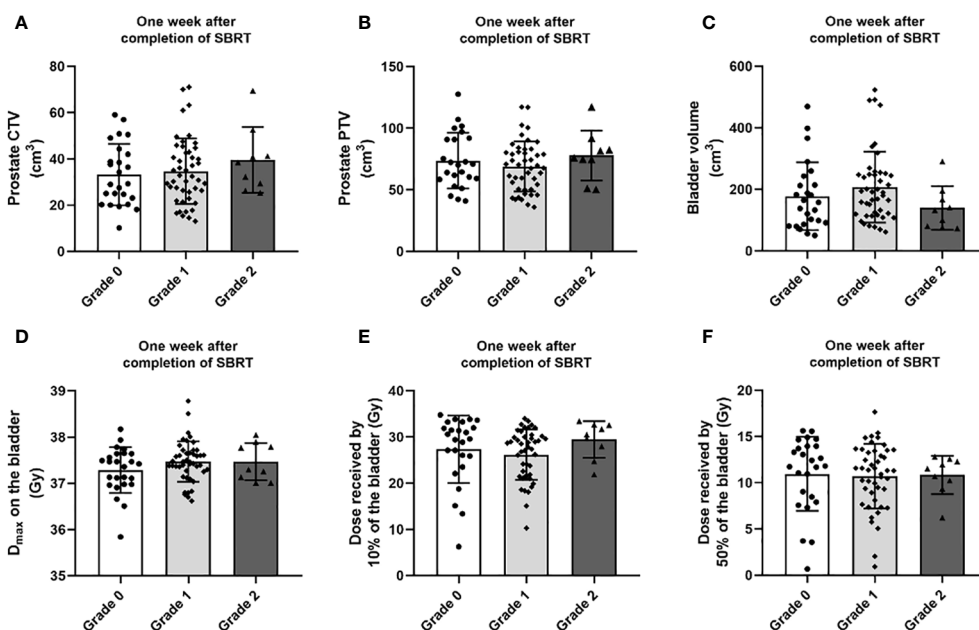 A
One week after
completion of SBRT
Prostate CTV
(cm³)
80
60
40
20
0
Grade 0
Grade 1
Grade 2
B
One week after
completion of SBRT
Prostate PTV
(cm³)
150
100
50
0
Grade 0
Grade 1
Grade 2
C
One week after
completion of SBRT
Bladder volume
(cm³)
600
400
200
0
Grade 0
Grade 1
Grade 2
D
One week after
completion of SBRT
Dmax on the bladder
(Gy)
39
38
37
36
35
Grade 0
Grade 1
Grade 2
E
One week after
completion of SBRT
Dose received by
10% of the bladder (Gy)
40
30
20
10
0
Grade 0
Grade 1
Grade 2
F
One week after
completion of SBRT
Dose received by
50% of the bladder (Gy)
20
15
10
5
0
Grade 0
Grade 1
Grade 2